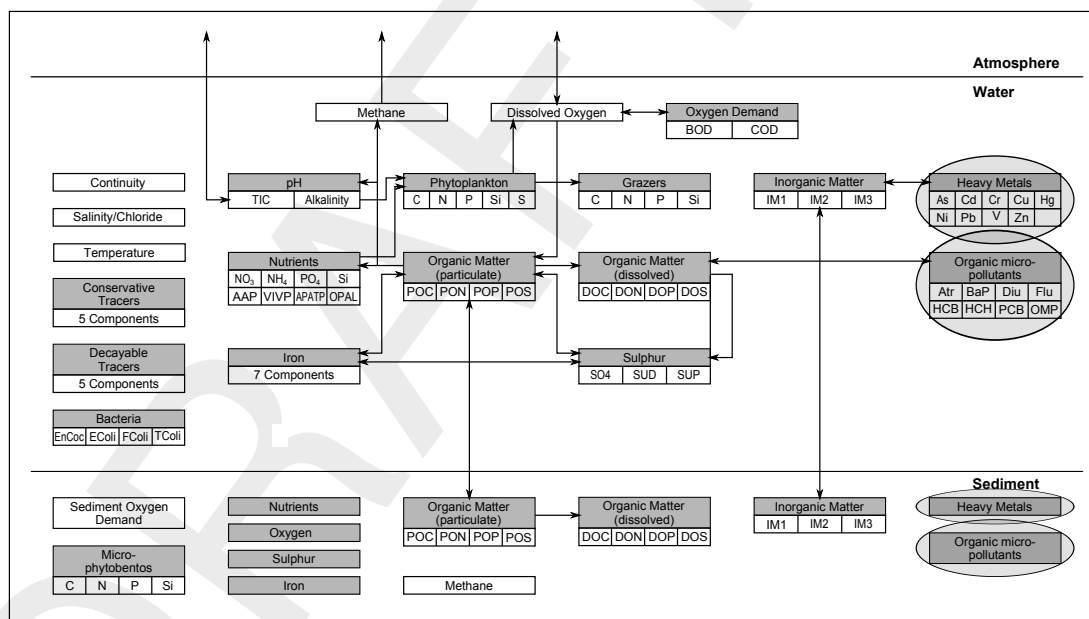 Atmosphere
Water
Methane
Dissolved Oxygen
Oxygen Demand
BOD COD
Continuity
Salinity/Chloride
Temperature
Conservative
Tracers
5 Components
Decayable
Tracers
5 Components
Bacteria
EnCoc EColi FColi TColi
pH
TIC Alkalinity
Phytoplankton
C N P Si S
Grazers
C N P Si
Inorganic Matter
IM1 IM2 IM3
Heavy Metals
As Cd Cr Cu Hg
Ni Pb V Zn
Nutrients
NO3 NH4 PO4 Si
AAP VIVP APATP OPAL
Organic Matter
(particulate)
POC PON POP POS
Organic Matter
(dissolved)
DOC DON DOP DOS
Organic micro-
pollutants
Atr BaP Diu Flu
HCB HCH PCB OMP
Iron
7 Components
Sulphur
SO4 SUD SUP
Sediment
Sediment Oxygen
Demand
Micro-
phytobentos
C N P Si
Nutrients
Oxygen
Sulphur
Iron
Organic Matter
(particulate)
POC PON POP POS
Methane
Organic Matter
(dissolved)
DOC DON DOP DOS
Inorganic Matter
IM1 IM2 IM3
Heavy Metals
Organic micro-
pollutants
DRAFT